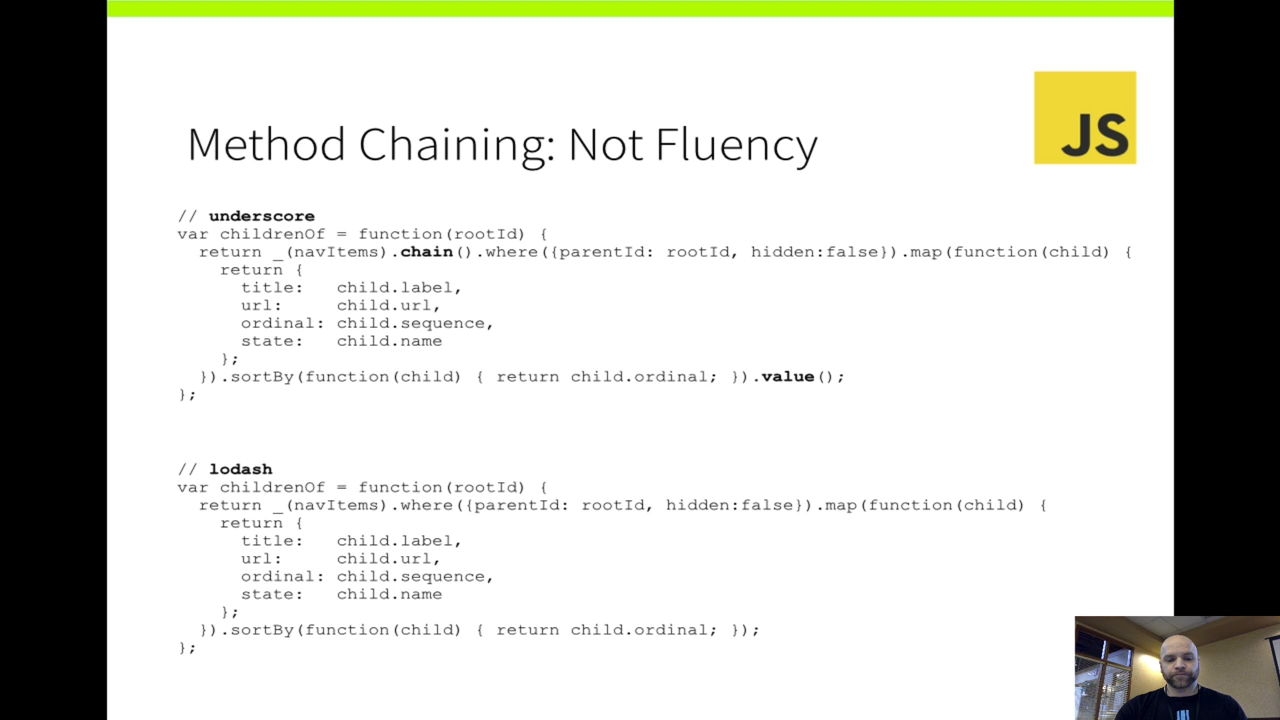 JS
Method Chaining: Not Fluency
// underscore
var childrenOf = function(rootId) {
  return _(navItems).chain().where({parentId: rootId, hidden:false}).map(function(child) {
    return {
      title:   child.label,
      url:     child.url,
      ordinal: child.sequence,
      state:   child.name
    };
  }).sortBy(function(child) { return child.ordinal; }).value();
};
// lodash
var childrenOf = function(rootId) {
  return _(navItems).where({parentId: rootId, hidden:false}).map(function(child) {
    return {
      title:   child.label,
      url:     child.url,
      ordinal: child.sequence,
      state:   child.name
    };
  }).sortBy(function(child) { return child.ordinal; });
};